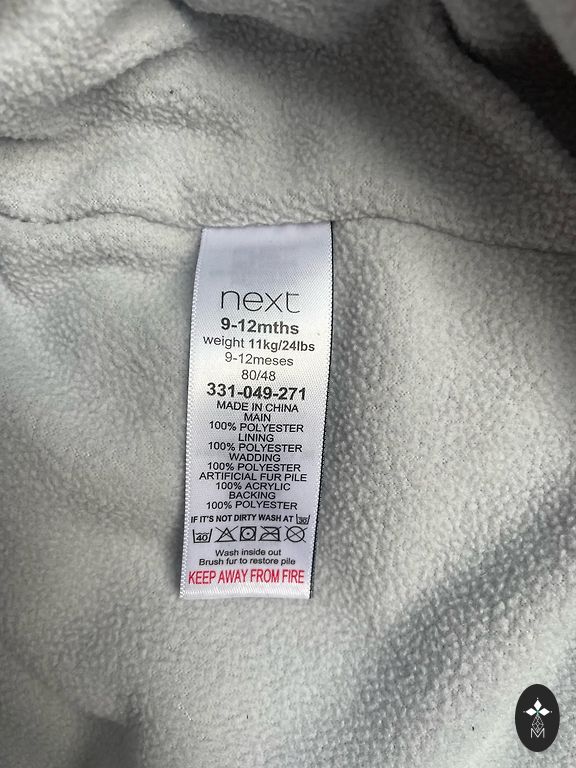 next
9-12mths
weight 11kg/24lbs
9-12meses
80/48
331-049-271
MADE IN CHINA
MAIN
100% POLYESTER
LINING
100% POLYESTER
WADDING
100% POLYESTER
ARTIFICIAL FUR PILE
100% ACRYLIC
BACKING
100% POLYESTER
IF IT'S NOT DIRTY WASH AT 30
40
Wash inside out
Brush fur to restore pile
KEEP AWAY FROM FIRE
M